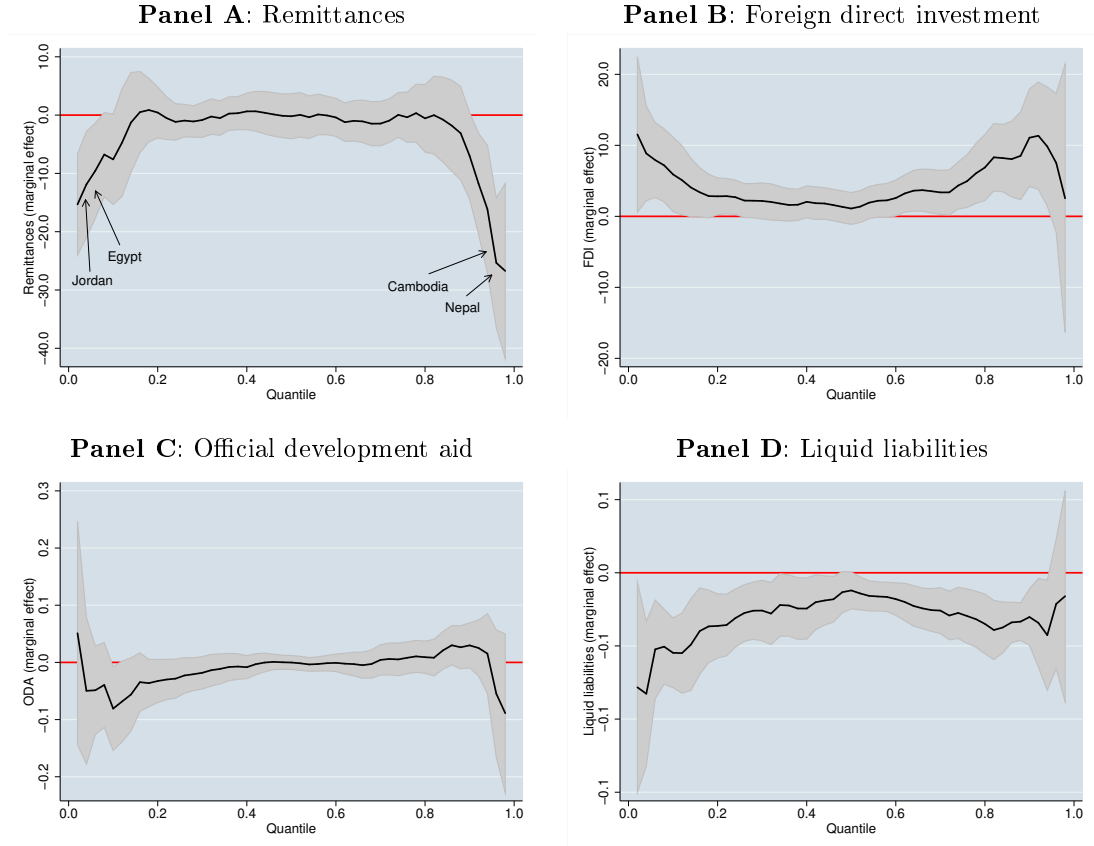 Panel A: Remittances
Remittances (marginal effect)
10.0
0.0
−10.0
−20.0
−30.0
−40.0
Jordan
Egypt
Cambodia
Nepal
0.0 0.2 0.4 0.6 0.8 1.0
Quantile
Panel B: Foreign direct investment
FDI (marginal effect)
20.0
10.0
0.0
−10.0
−20.0
0.0 0.2 0.4 0.6 0.8 1.0
Quantile
Panel C: Official development aid
ODA (marginal effect)
0.3
0.2
0.1
0.0
−0.1
−0.2
0.0 0.2 0.4 0.6 0.8 1.0
Quantile
Panel D: Liquid liabilities
Liquid liabilities (marginal effect)
0.1
0.0
−0.1
−0.1
−0.1
0.0 0.2 0.4 0.6 0.8 1.0
Quantile